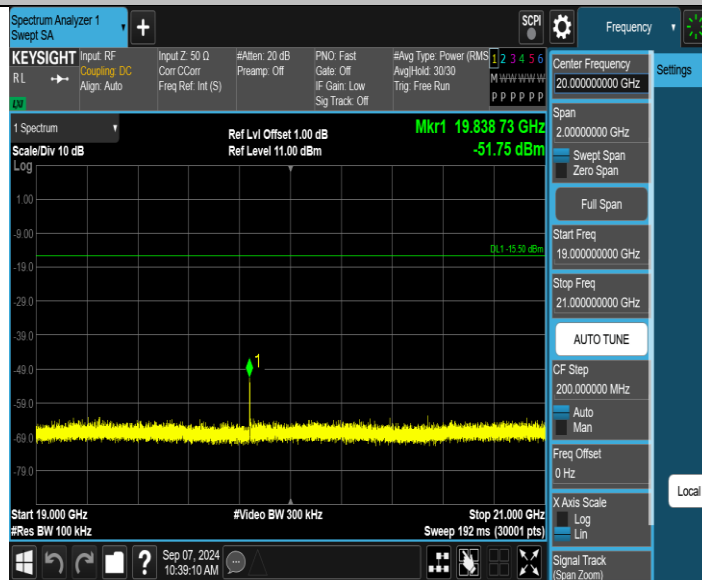 Spectrum Analyzer 1
Swept SA
+
SCPI
Frequency
KEYSIGHT
RL
LXI
Input: RF
Coupling: DC
Align: Auto
Input Z: 50 Ω
Corr CCorr
Freq Ref: Int (S)
#Atten: 20 dB
Preamp: Off
PNO: Fast
Gate: Off
IF Gain: Low
Sig Track: Off
#Avg Type: Power (RMS
Avg|Hold: 30/30
Trig: Free Run
1 2 3 4 5 6
M W W W W W
P P P P P P
1 Spectrum
Scale/Div 10 dB
Log
Ref Lvl Offset 1.00 dB
Ref Level 11.00 dBm
Mkr1 19.838 73 GHz
-51.75 dBm
1.00
-9.00
DL1 -15.50 dBm
-19.0
-29.0
-39.0
1
-49.0
-59.0
-69.0
-79.0
Start 19.000 GHz
#Res BW 100 kHz
#Video BW 300 kHz
Stop 21.000 GHz
Sweep 192 ms (30001 pts)
Center Frequency
20.000000000 GHz
Settings
Span
2.00000000 GHz
Swept Span
Zero Span
Full Span
Start Freq
19.000000000 GHz
Stop Freq
21.000000000 GHz
AUTO TUNE
CF Step
200.000000 MHz
Auto
Man
Freq Offset
0 Hz
X Axis Scale
Log
Lin
Local
Signal Track
(Span Zoom)
?
Sep 07, 2024
10:39:10 AM